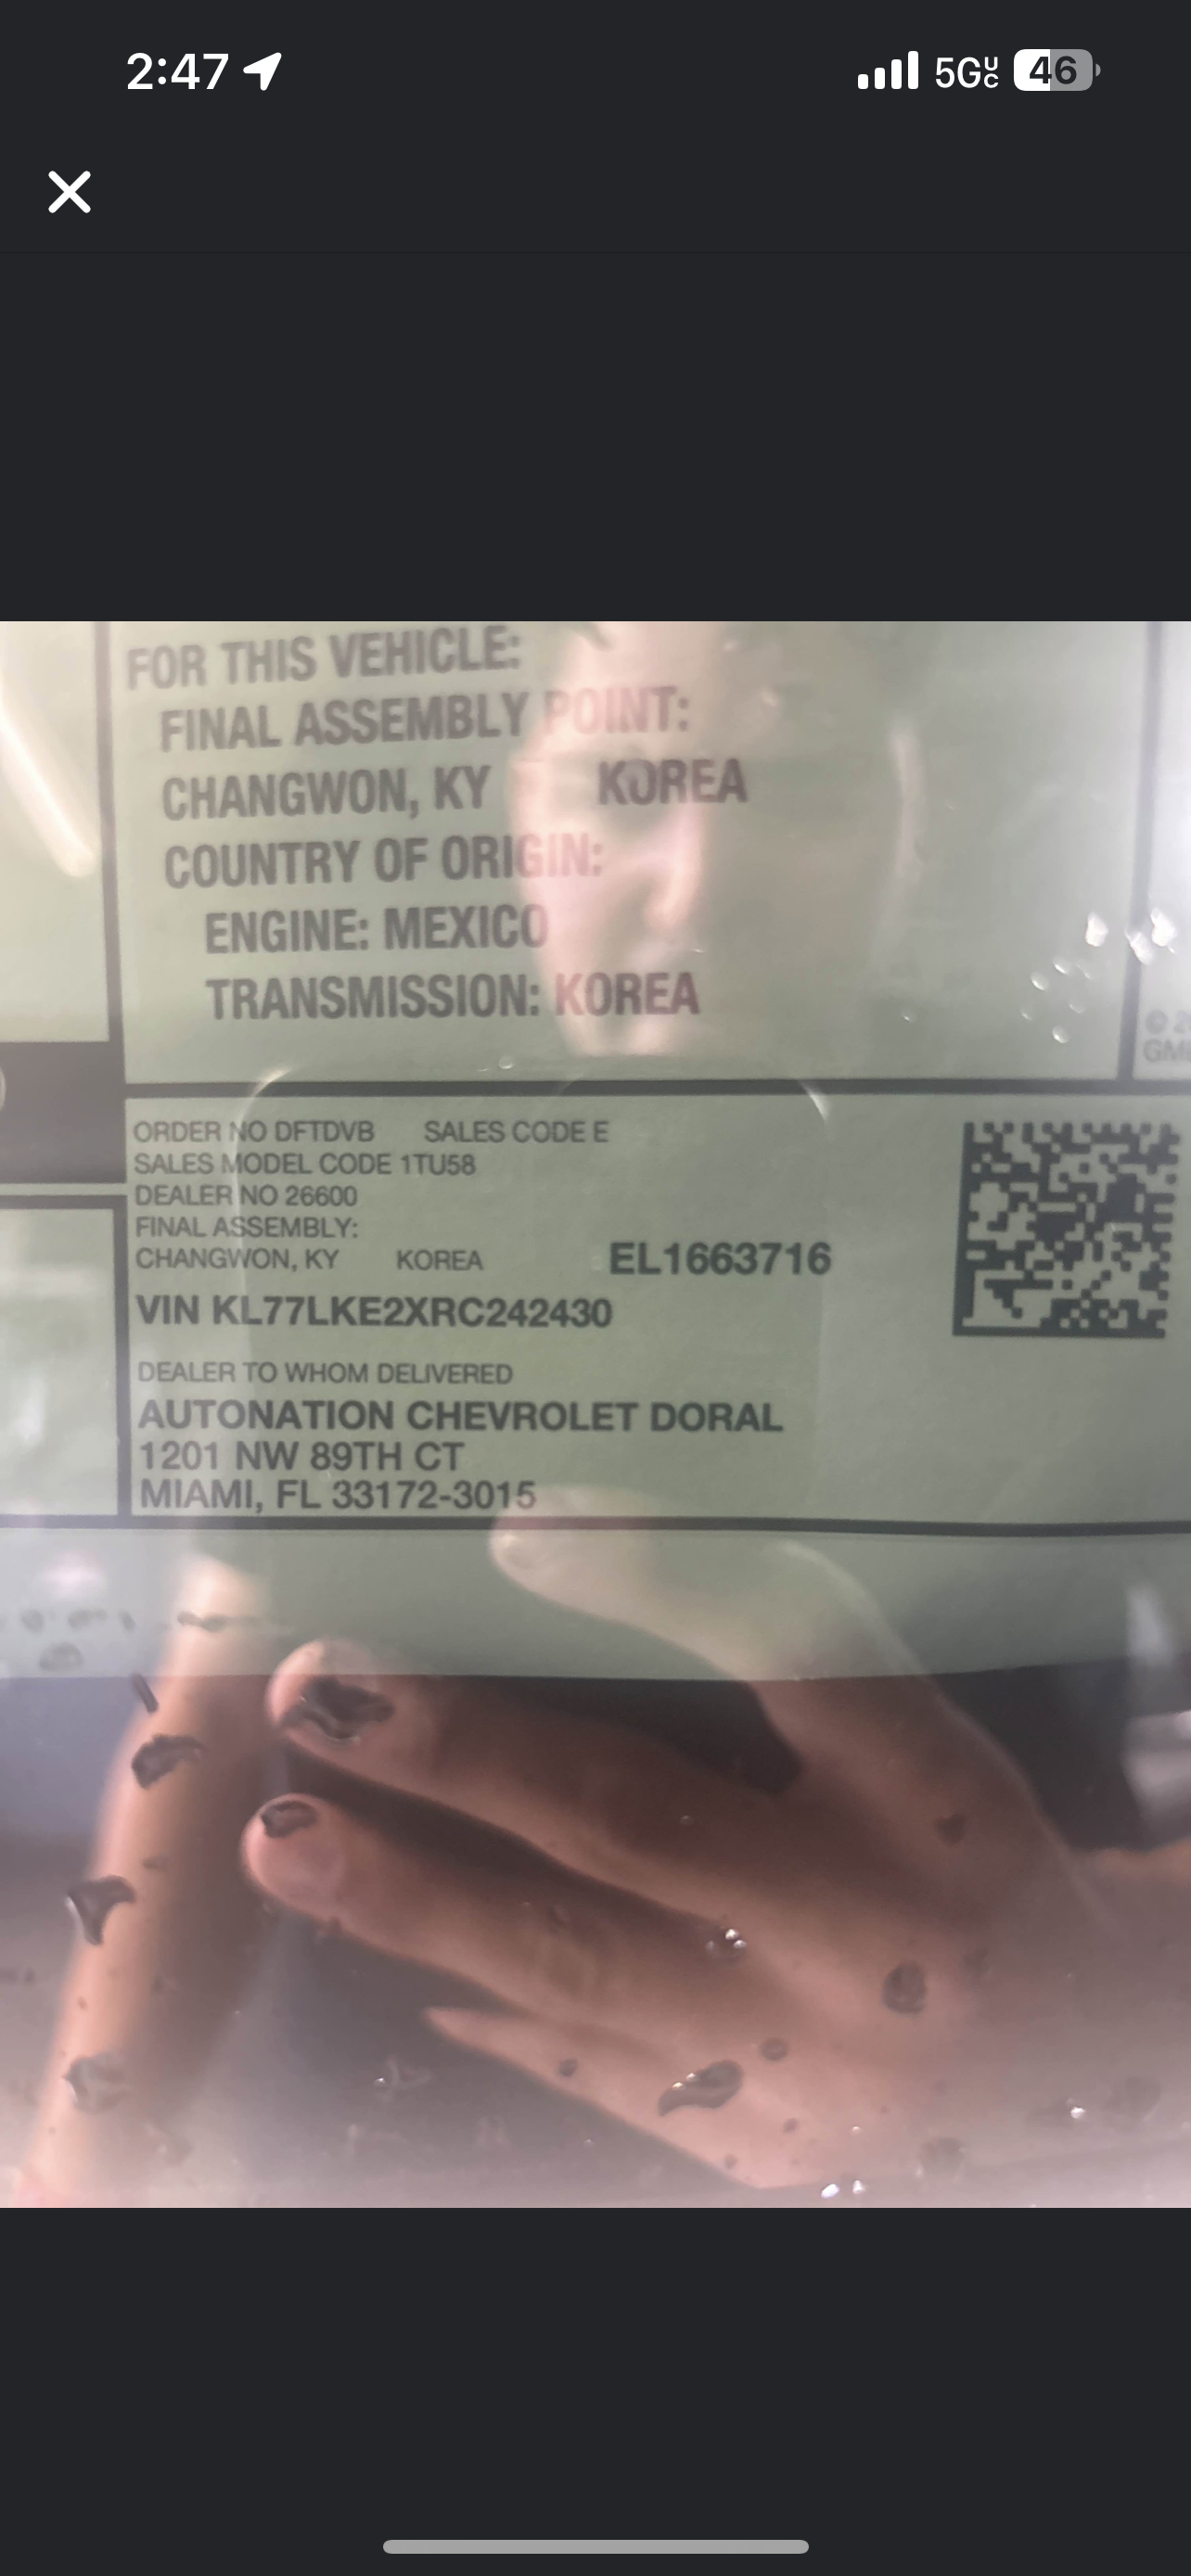 2:47
5GUC 46
FOR THIS VEHICLE:
FINAL ASSEMBLY POINT:
CHANGWON, KY KOREA
COUNTRY OF ORIGIN:
ENGINE: MEXICO
TRANSMISSION: KOREA
ORDER NO DFTDVB SALES CODE E
SALES MODEL CODE 1TU58
DEALER NO 26600
FINAL ASSEMBLY:
CHANGWON, KY KOREA EL1663716
VIN KL77LKE2XRC242430
DEALER TO WHOM DELIVERED
AUTONATION CHEVROLET DORAL
1201 NW 89TH CT
MIAMI, FL 33172-3015